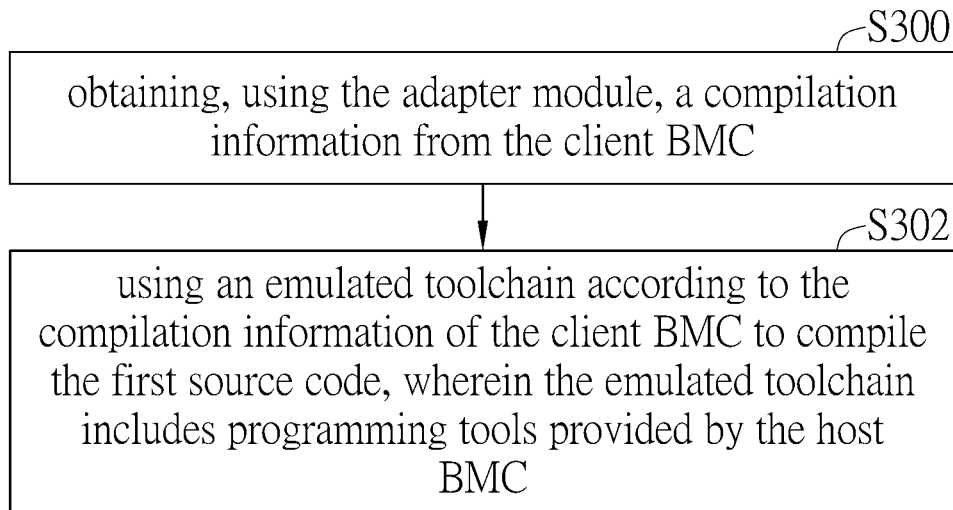 S300
obtaining, using the adapter module, a compilation
information from the client BMC
S302
using an emulated toolchain according to the
compilation information of the client BMC to compile
the first source code, wherein the emulated toolchain
includes programming tools provided by the host
BMC